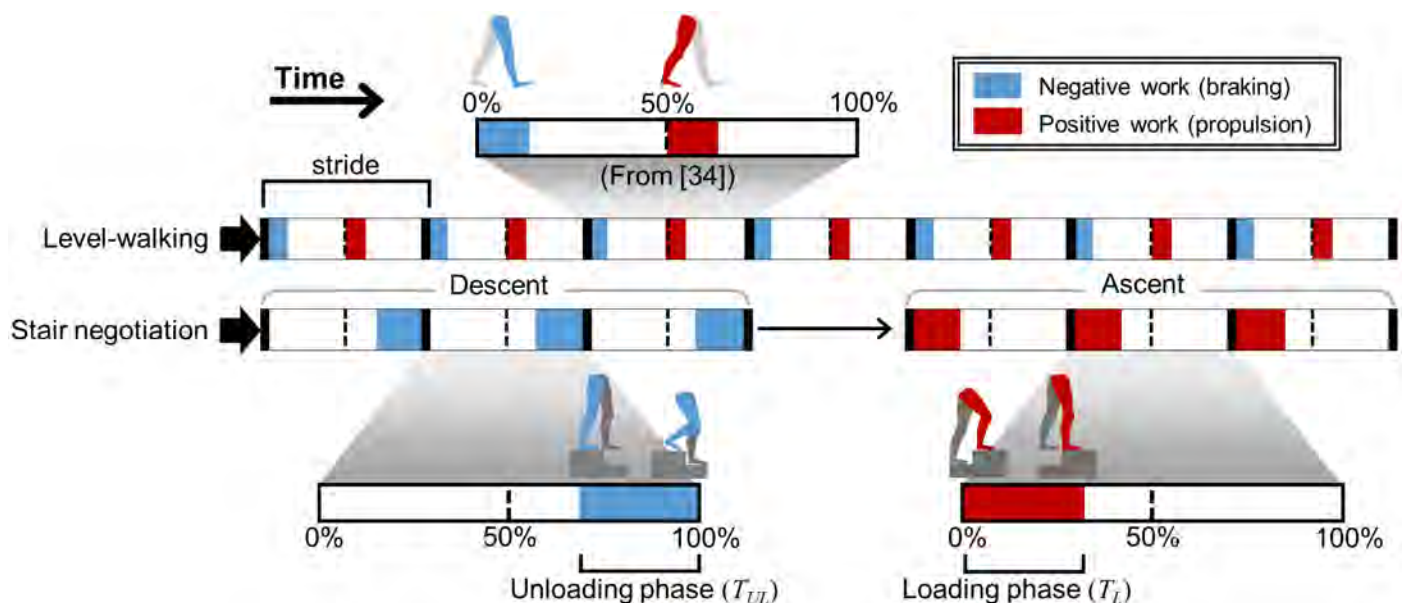 Time
0% 50% 100%
Negative work (braking)
Positive work (propulsion)
(From [34])
stride
Level-walking
Descent
Ascent
Stair negotiation
0% 50% 100%
0% 50% 100%
Unloading phase (T_UL)
Loading phase (T_L)